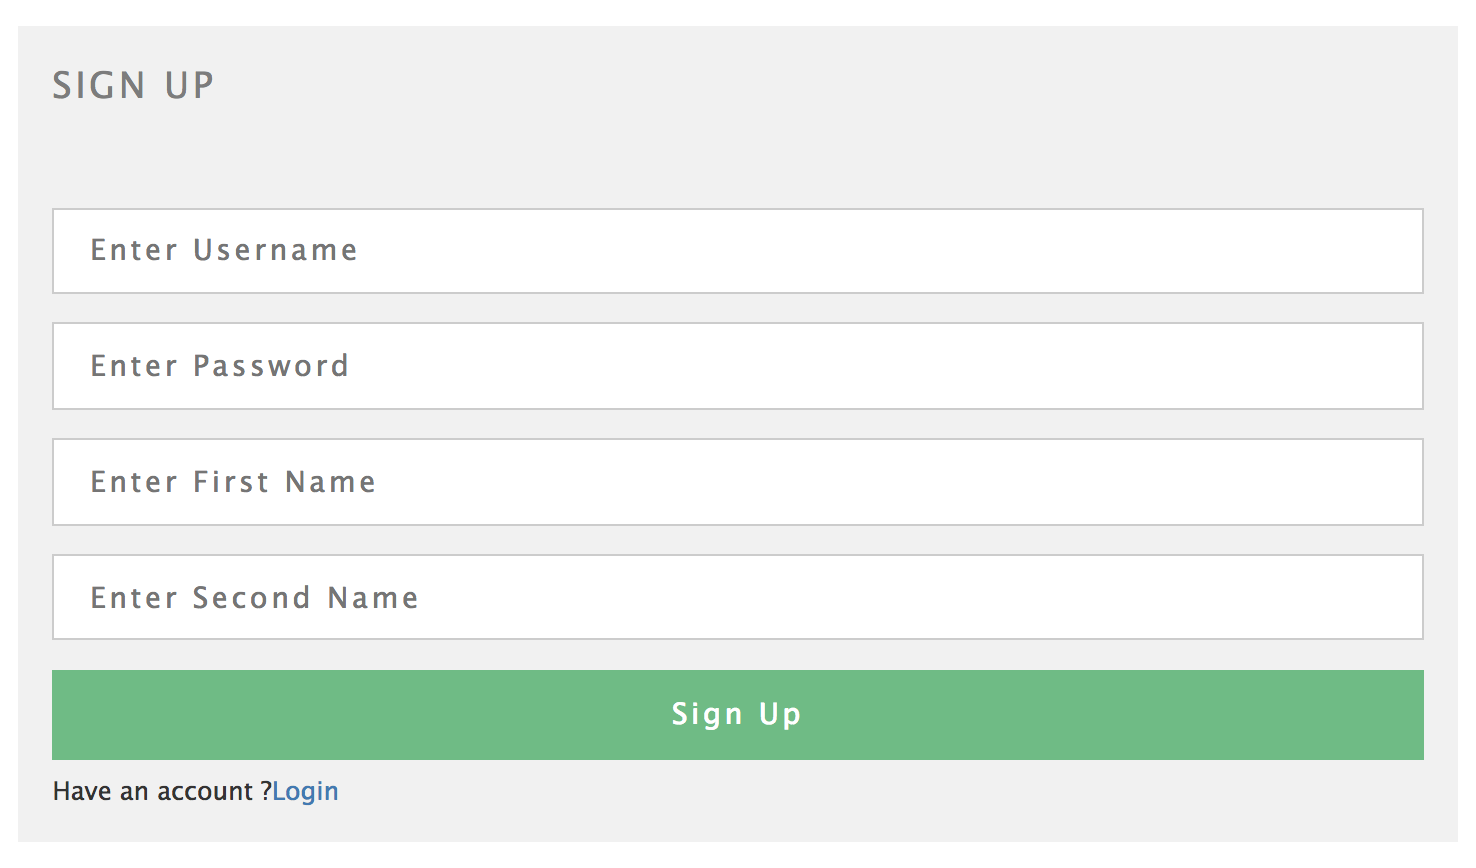 SIGN UP
Enter Username
Enter Password
Enter First Name
Enter Second Name
Sign Up
Have an account ?Login